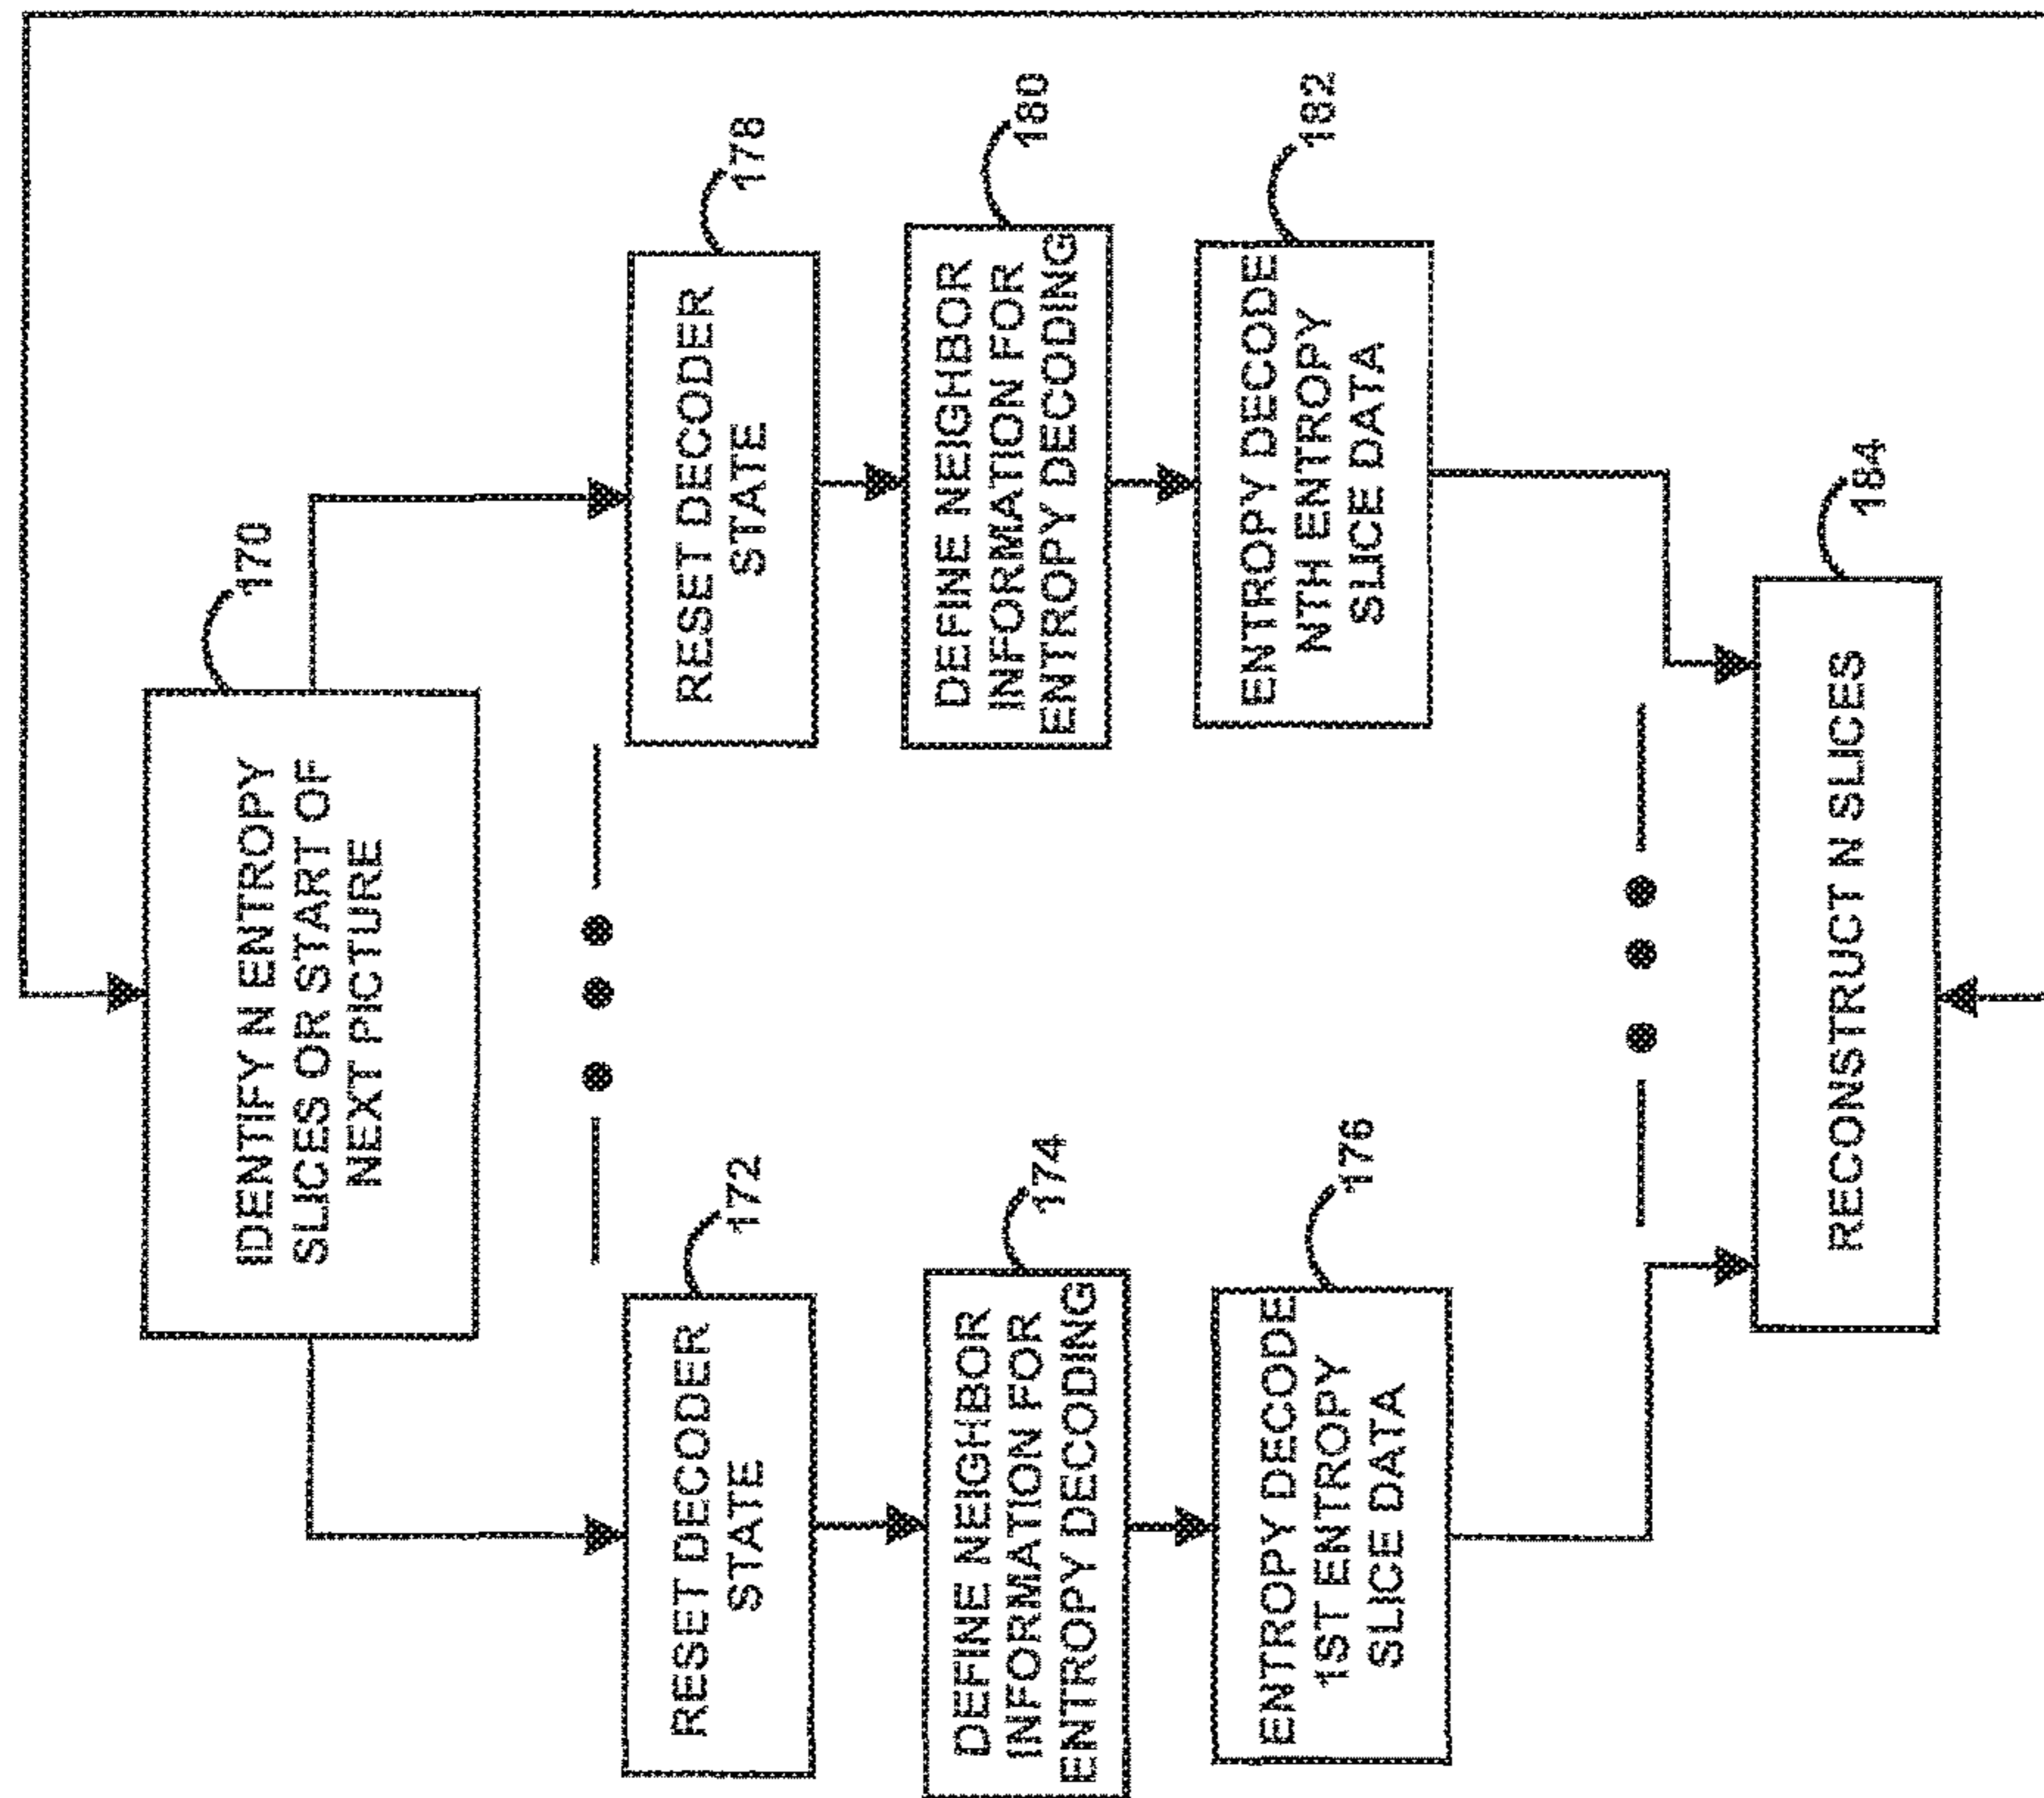 IDENTIFY N ENTROPY
SLICES OR START OF
NEXT PICTURE
170
RESET DECODER
STATE
172
DEFINE NEIGHBOR
INFORMATION FOR
ENTROPY DECODING
174
ENTROPY DECODE
1ST ENTROPY
SLICE DATA
176
RESET DECODER
STATE
178
DEFINE NEIGHBOR
INFORMATION FOR
ENTROPY DECODING
180
ENTROPY DECODE
NTH ENTROPY
SLICE DATA
182
RECONSTRUCT N SLICES
184